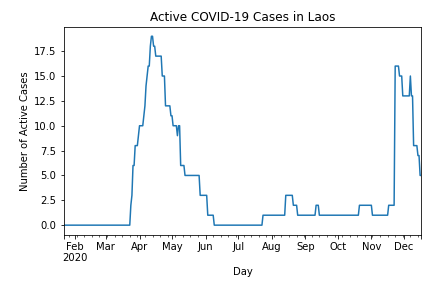 Active COVID-19 Cases in Laos
Number of Active Cases
17.5
15.0
12.5
10.0
7.5
5.0
2.5
0.0
Feb Mar Apr May Jun Jul Aug Sep Oct Nov Dec
2020
Day